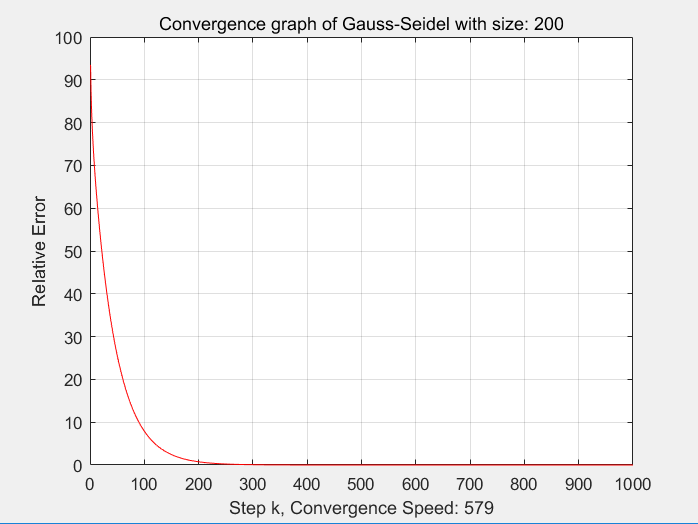 Convergence graph of Gauss-Seidel with size: 200
100
90
80
70
60
50
40
30
20
10
0
Relative Error
0 100 200 300 400 500 600 700 800 900 1000
Step k, Convergence Speed: 579